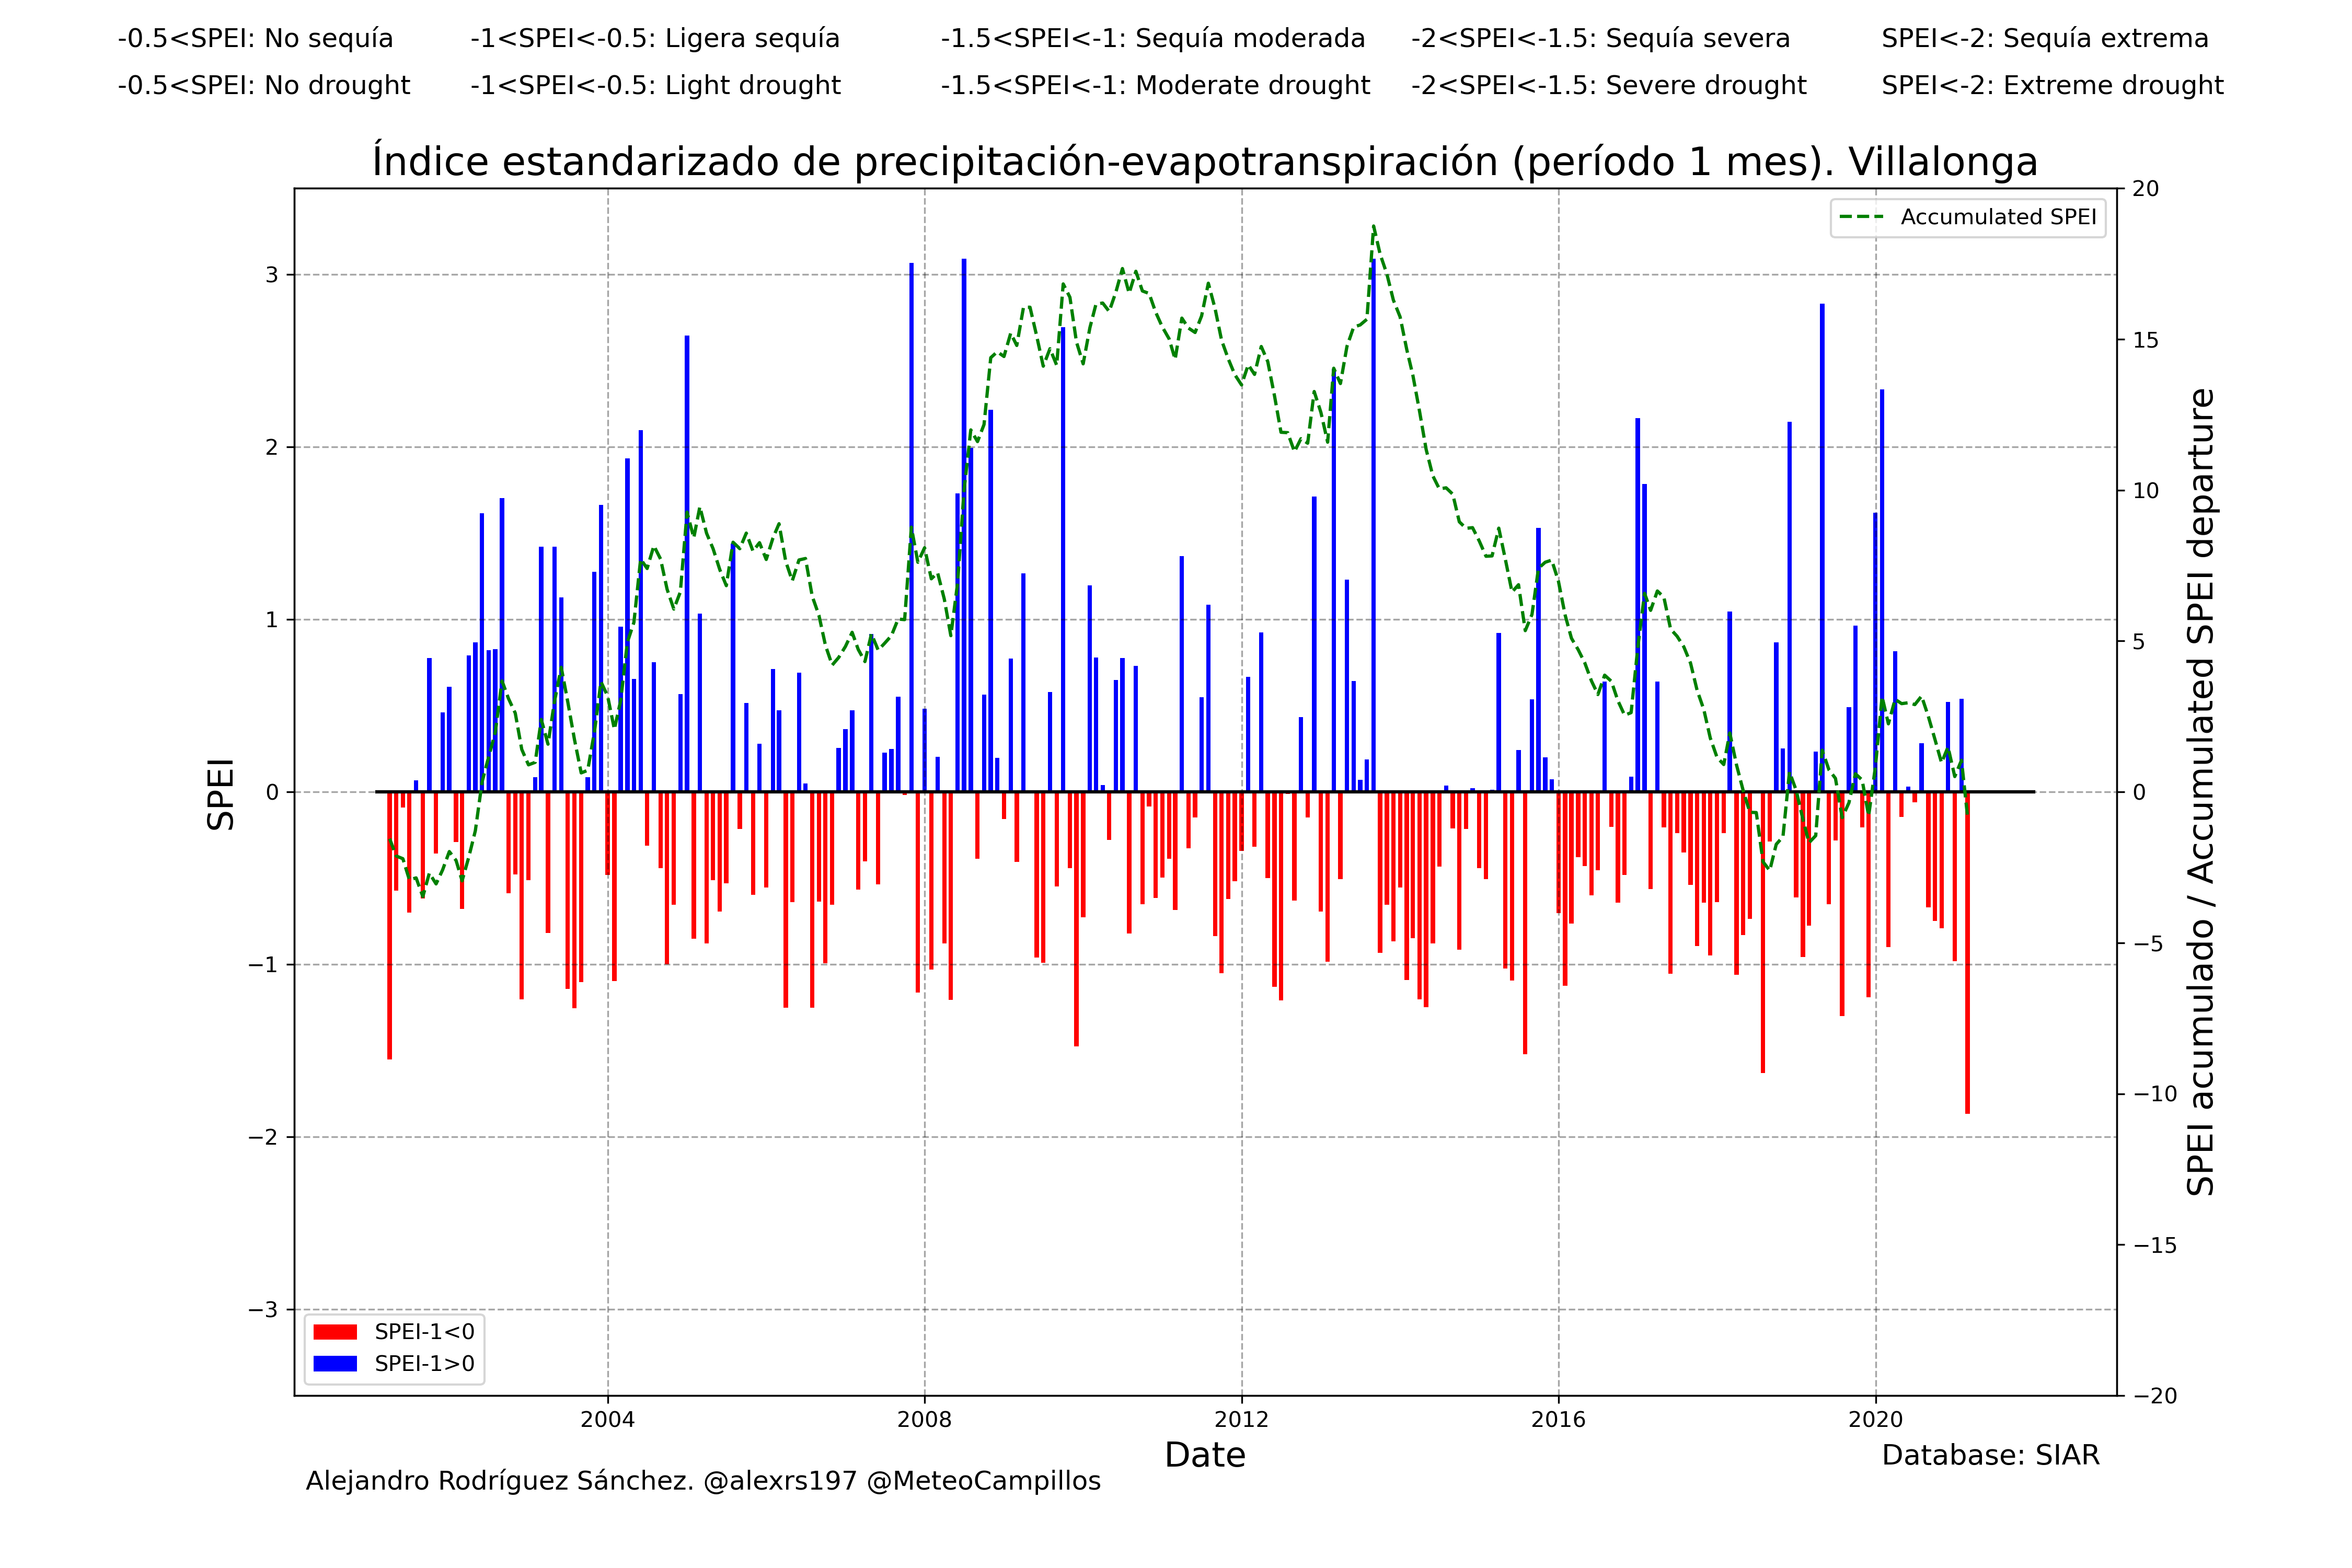 -0.5<SPEI: No sequía -1<SPEI<-0.5: Ligera sequía -1.5<SPEI<-1: Sequía moderada -2<SPEI<-1.5: Sequía severa SPEI<-2: Sequía extrema
-0.5<SPEI: No drought -1<SPEI<-0.5: Light drought -1.5<SPEI<-1: Moderate drought -2<SPEI<-1.5: Severe drought SPEI<-2: Extreme drought
Índice estandarizado de precipitación-evapotranspiración (período 1 mes). Villalonga
Accumulated SPEI
SPEI
3
2
1
0
−1
−2
−3
20
15
10
5
0
−5
−10
−15
−20
SPEI acumulado / Accumulated SPEI departure
SPEI-1<0
SPEI-1>0
2004 2008 2012 2016 2020
Date
Database: SIAR
Alejandro Rodríguez Sánchez. @alexrs197 @MeteoCampillos